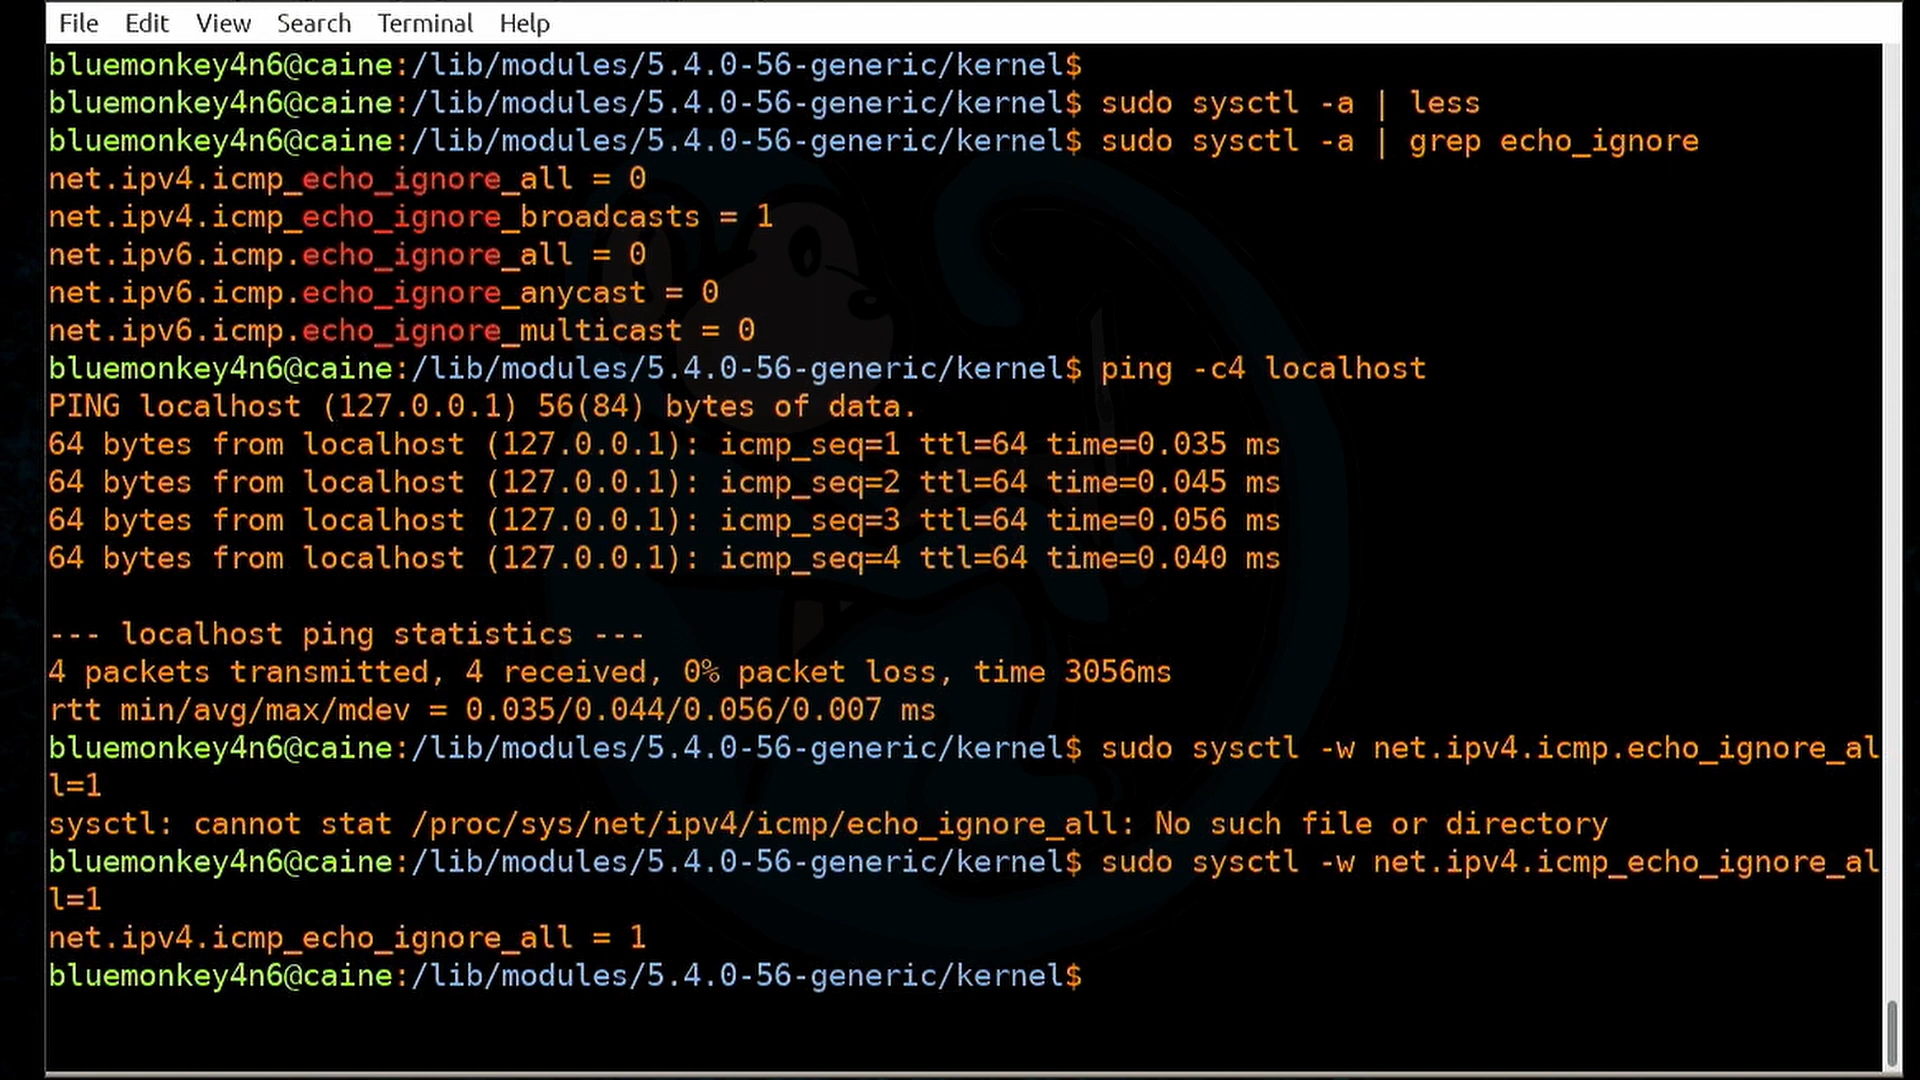 File Edit View Search Terminal Help
bluemonkey4n6@caine:/lib/modules/5.4.0-56-generic/kernel$
bluemonkey4n6@caine:/lib/modules/5.4.0-56-generic/kernel$ sudo sysctl -a | less
bluemonkey4n6@caine:/lib/modules/5.4.0-56-generic/kernel$ sudo sysctl -a | grep echo_ignore
net.ipv4.icmp_echo_ignore_all = 0
net.ipv4.icmp_echo_ignore_broadcasts = 1
net.ipv6.icmp.echo_ignore_all = 0
net.ipv6.icmp.echo_ignore_anycast = 0
net.ipv6.icmp.echo_ignore_multicast = 0
bluemonkey4n6@caine:/lib/modules/5.4.0-56-generic/kernel$ ping -c4 localhost
PING localhost (127.0.0.1) 56(84) bytes of data.
64 bytes from localhost (127.0.0.1): icmp_seq=1 ttl=64 time=0.035 ms
64 bytes from localhost (127.0.0.1): icmp_seq=2 ttl=64 time=0.045 ms
64 bytes from localhost (127.0.0.1): icmp_seq=3 ttl=64 time=0.056 ms
64 bytes from localhost (127.0.0.1): icmp_seq=4 ttl=64 time=0.040 ms
--- localhost ping statistics ---
4 packets transmitted, 4 received, 0% packet loss, time 3056ms
rtt min/avg/max/mdev = 0.035/0.044/0.056/0.007 ms
bluemonkey4n6@caine:/lib/modules/5.4.0-56-generic/kernel$ sudo sysctl -w net.ipv4.icmp.echo_ignore_al
l=1
sysctl: cannot stat /proc/sys/net/ipv4/icmp/echo_ignore_all: No such file or directory
bluemonkey4n6@caine:/lib/modules/5.4.0-56-generic/kernel$ sudo sysctl -w net.ipv4.icmp_echo_ignore_al
l=1
net.ipv4.icmp_echo_ignore_all = 1
bluemonkey4n6@caine:/lib/modules/5.4.0-56-generic/kernel$